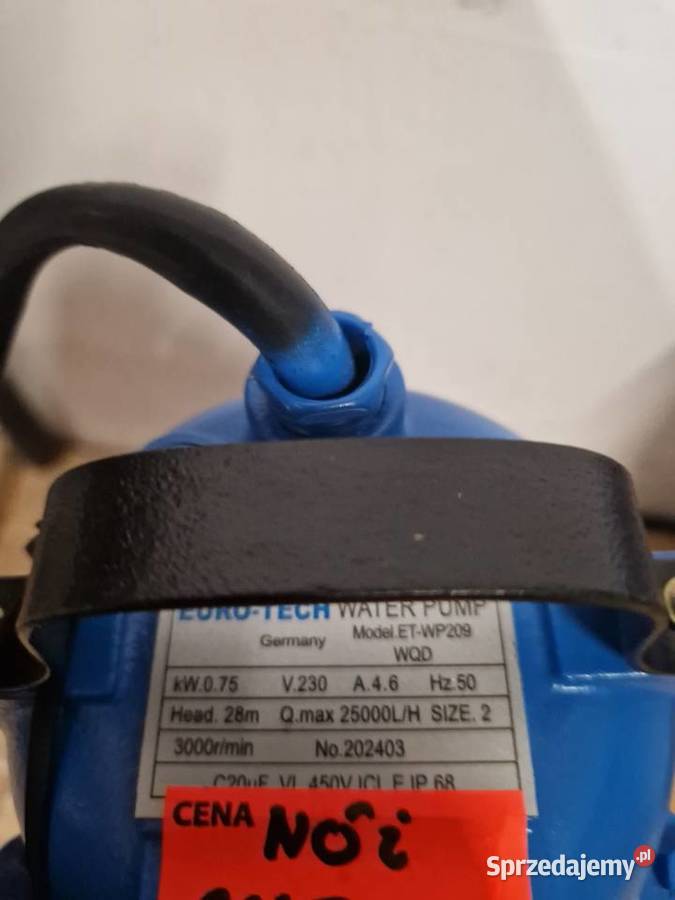 EURO-TECH WATER PUMP
Germany Model.ET-WP209
WQD
kW.0.75 V.230 A.4.6 Hz.50
Head. 28m Q.max 25000L/H SIZE. 2
3000r/min No.202403
C20uF VL 450V ICL F IP 68
CENA NÓŻ i
Sprzedajemy.pl